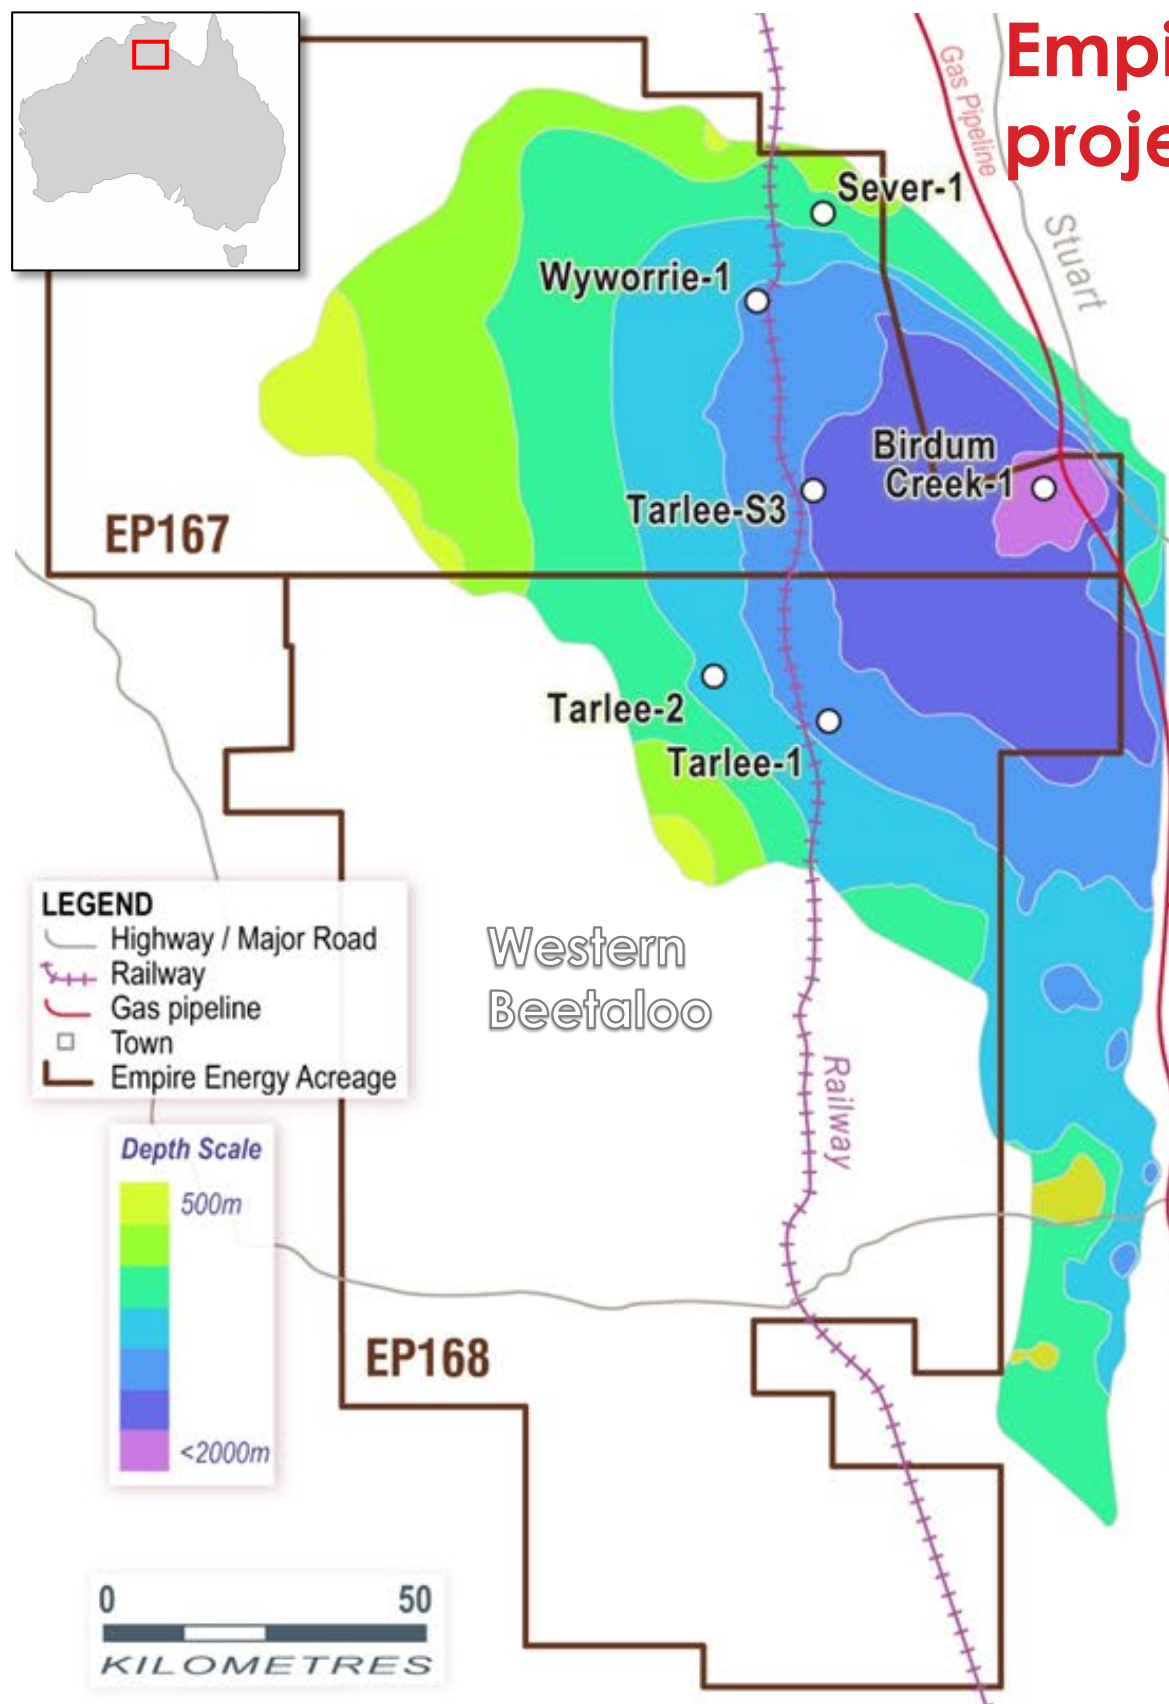 Empi
proje
Gas Pipeline
Stuart
Sever-1
Wyworrie-1
Birdum
Creek-1
Tarlee-S3
EP167
Tarlee-2
Tarlee-1
LEGEND
Highway / Major Road
Railway
Gas pipeline
Town
Empire Energy Acreage
Western
Beetaloo
Railway
Depth Scale
500m
<2000m
EP168
0 50
KILOMETRES